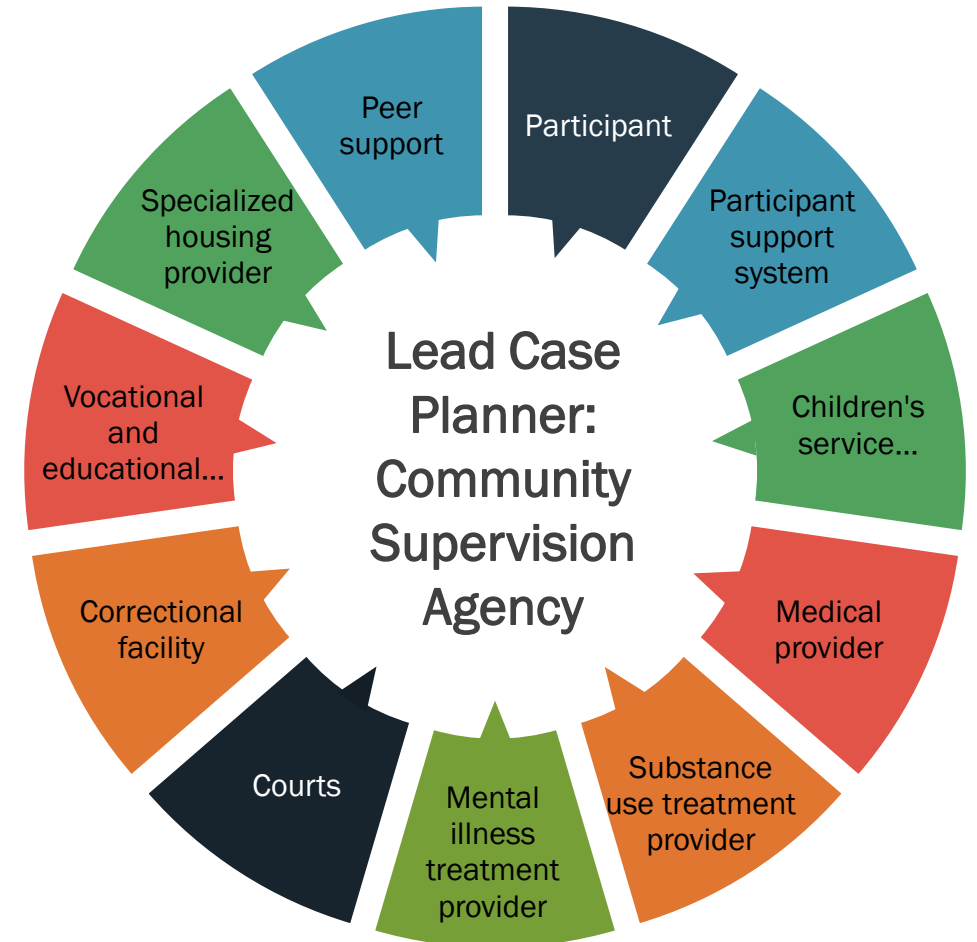 Lead Case
Planner:
Community
Supervision
Agency
Participant
Participant
support
system
Children's
service...
Medical
provider
Substance
use treatment
provider
Mental
illness
treatment
provider
Courts
Correctional
facility
Vocational
and
educational...
Specialized
housing
provider
Peer
support